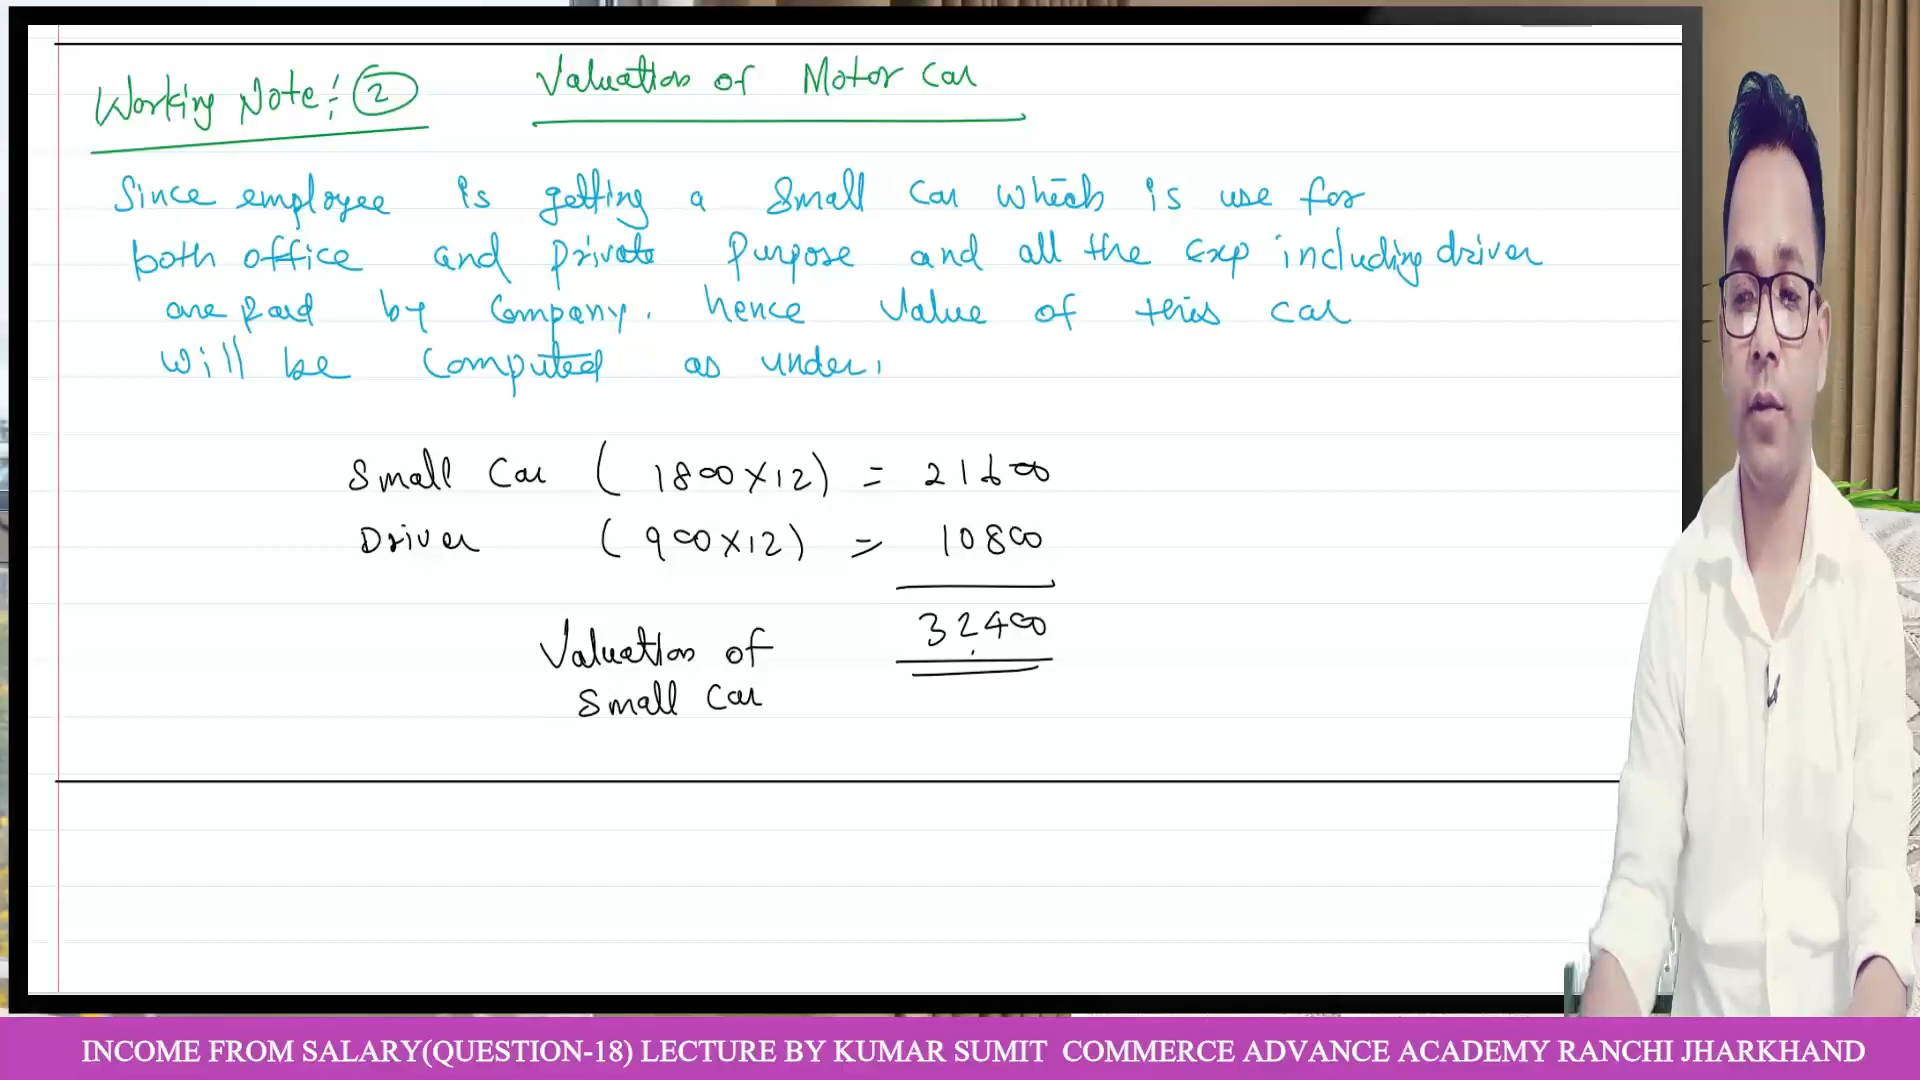 Working Note:- 2
Valuation of Motor Car
Since employee is getting a Small Car which is use for
both office and private Purpose and all the Exp including driver
are Paid by Company. hence Value of this car
will be Computed as under.
Small Car ( 1800 X 12) = 21600
Driver ( 900 X 12) = 10800
32400
Valuation of
Small Car
INCOME FROM SALARY(QUESTION-18) LECTURE BY KUMAR SUMIT COMMERCE ADVANCE ACADEMY RANCHI JHARKHAND